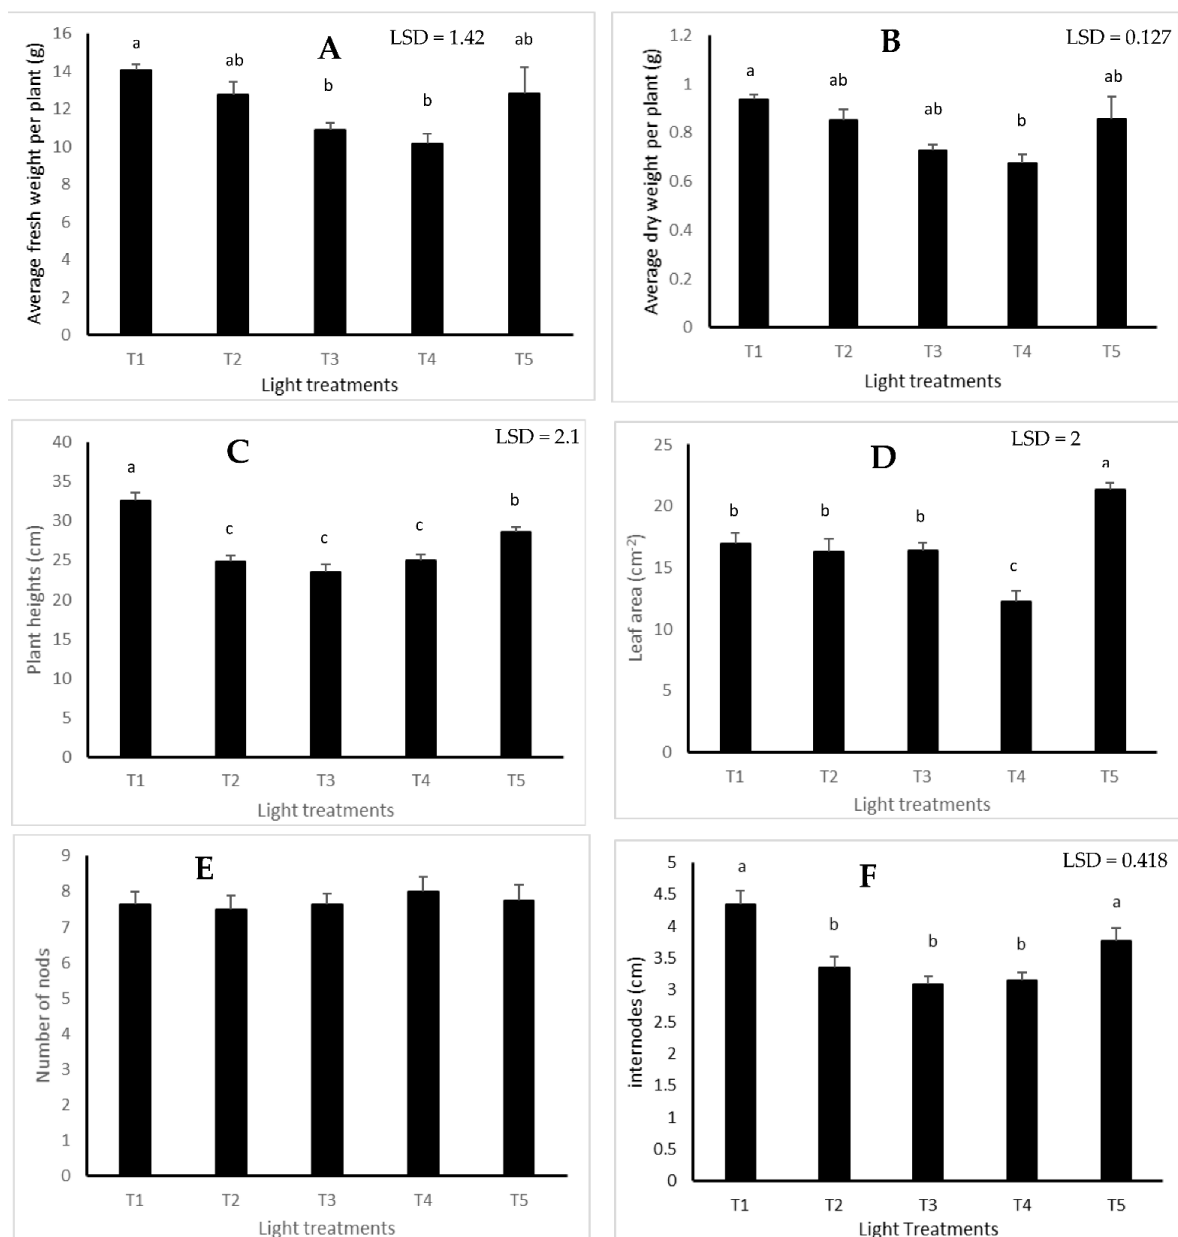 A
LSD = 1.42
Average fresh weight per plant (g)
16
14
12
10
8
6
4
2
0
a
ab
b
b
ab
T1 T2 T3 T4 T5
Light treatments
B
LSD = 0.127
Average dry weight per plant (g)
1.2
1
0.8
0.6
0.4
0.2
0
a
ab
ab
b
ab
T1 T2 T3 T4 T5
Light treatments
C
LSD = 2.1
Plant heights (cm)
40
35
30
25
20
15
10
5
0
a
c
c
c
b
T1 T2 T3 T4 T5
Light treatments
D
LSD = 2
Leaf area (cm-2)
25
20
15
10
5
0
b
b
b
c
a
T1 T2 T3 T4 T5
Light treatments
E
Number of nods
9
8
7
6
5
4
3
2
1
0
T1 T2 T3 T4 T5
Light treatments
F
LSD = 0.418
internodes (cm)
5
4.5
4
3.5
3
2.5
2
1.5
1
0.5
0
a
b
b
b
a
T1 T2 T3 T4 T5
Light Treatments